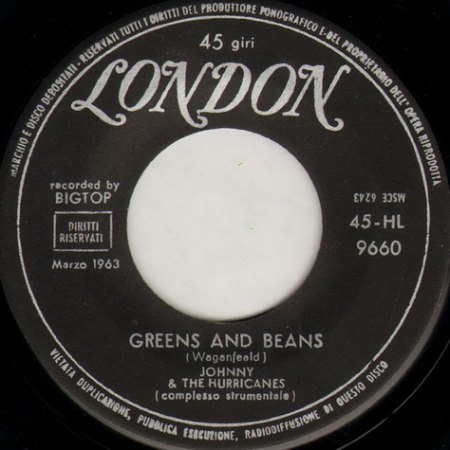 MARCHIO E DISCO DEPOSITATI - RISERVATI TUTTI I DIRITTI DEL PRODUTTORE FONOGRAFICO E DEL PROPRIETARIO DELL'OPERA RIPRODOTTA
45 giri
LONDON
recorded by
BIGTOP
MSCE 6243
DIRITTI
RISERVATI
45-HL
9660
Marzo 1963
GREENS AND BEANS
(Waganfeald)
JOHNNY
& THE HURRICANES
(complesso strumentale)
VIETATA DUPLICAZIONE, PUBBLICA ESECUZIONE, RADIODIFFUSIONE DI QUESTO DISCO